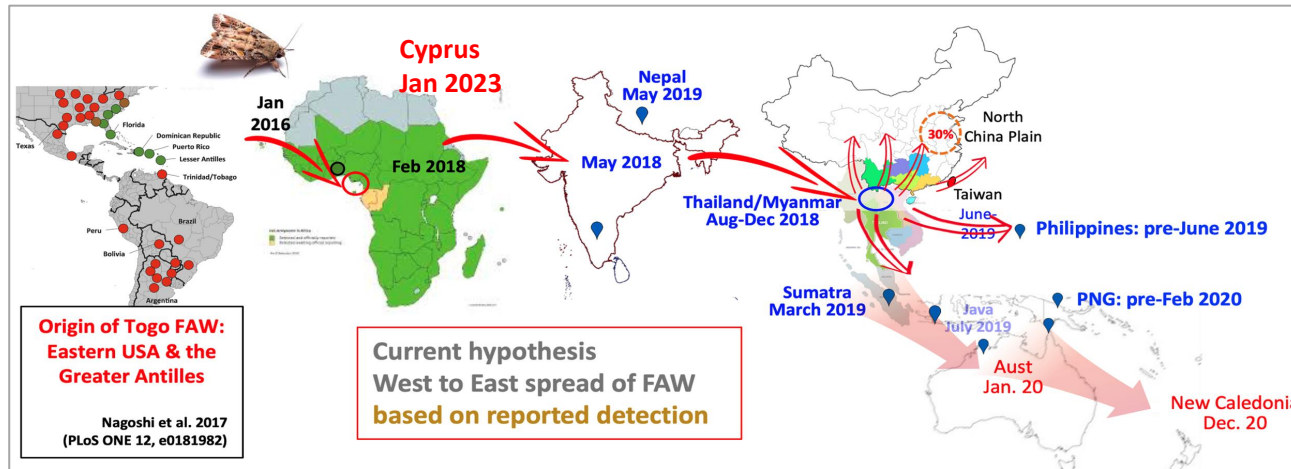 Texas
Florida
Dominican Republic
Puerto Rico
Lesser Antilles
Trinidad/Tobago
Brazil
Peru
Bolivia
Argentina
Origin of Togo FAW:
Eastern USA & the
Greater Antilles
Nagoshi et al. 2017
(PLoS ONE 12, e0181982)
Jan
2016
Cyprus
Jan 2023
Feb 2018
Current hypothesis
West to East spread of FAW
based on reported detection
Nepal
May 2019
May 2018
Thailand/Myanmar
Aug-Dec 2018
30%
North
China Plain
Taiwan
June-
2019
Philippines: pre-June 2019
Sumatra
March 2019
Java
July 2019
PNG: pre-Feb 2020
Aust
Jan. 20
New Caledonia
Dec. 20